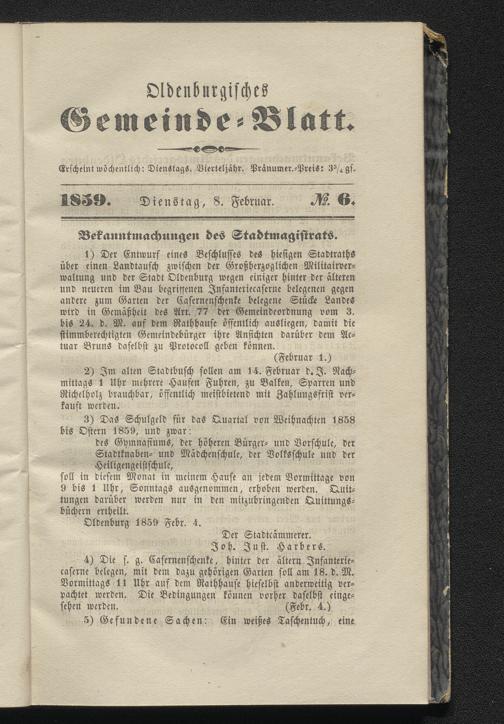 Oldenburgisches
Gemeinde-Blatt.
Erscheint wöchentlich: Dienstags. Vierteljähr. Pränumer.-Preis: 3¾ gs.
1859. Dienstag, 8. Februar. №. 6.
Bekanntmachungen des Stadtmagistrats.
1) Der Entwurf eines Beschlusses des hiesigen Stadtraths
über einen Landtausch zwischen der Großherzoglichen Militairver-
waltung und der Stadt Oldenburg wegen einiger hinter der älteren
und neueren im Bau begriffenen Infanteriecaserne belegenen gegen
andere zum Garten der Casernenschenke belegene Stücke Landes
wird in Gemäßheit des Art. 77 der Gemeindeordnung vom 3.
bis 24. d. M. auf dem Rathhause öffentlich ausliegen, damit die
stimmberechtigten Gemeindebürger ihre Ansichten darüber dem Ac-
tuar Bruns daselbst zu Protocoll geben können.
(Februar 1.)
2) Im alten Stadtbusch sollen am 14. Februar d. J. Nach-
mittags 1 Uhr mehrere Haufen Fuhren, zu Balken, Sparren und
Richelholz brauchbar, öffentlich meistbietend mit Zahlungsfrist ver-
kauft werden.
3) Das Schulgeld für das Quartal von Weihnachten 1858
bis Ostern 1859, und zwar:
des Gymnasiums, der höheren Bürger- und Vorschule, der
Stadtknaben- und Mädchenschule, der Volksschule und der
Heiligengeistschule,
soll in diesem Monat in meinem Hause an jedem Vormittage von
9 bis 1 Uhr, Sonntags ausgenommen, erhoben werden. Quit-
tungen darüber werden nur in den mitzubringenden Quittungs-
büchern ertheilt.
Oldenburg 1859 Febr. 4.
Der Stadtcämmerer.
Joh. Just. Harbers.
4) Die s. g. Casernenschenke, hinter der ältern Infanterie-
caserne belegen, mit dem dazu gehörigen Garten soll am 18. d. M.
Vormittags 11 Uhr auf dem Rathhause hieselbst anderweitig ver-
pachtet werden. Die Bedingungen können vorher daselbst einge-
sehen werden. (Febr. 4.)
5) Gefundene Sachen: Ein weißes Taschentuch, eine